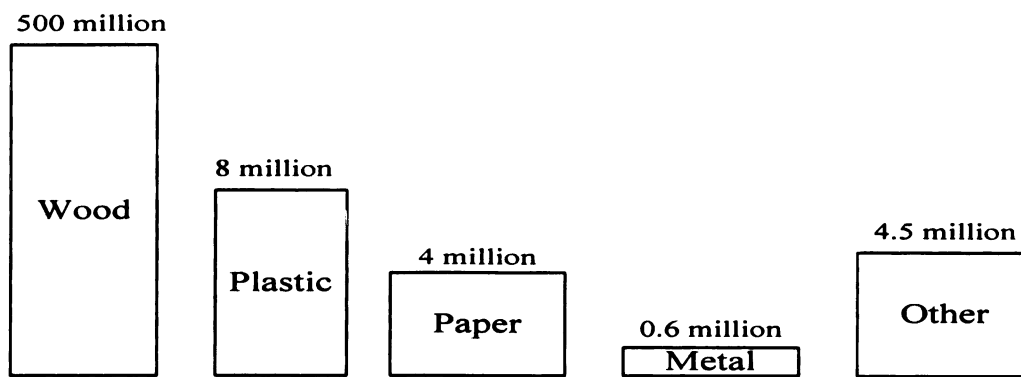 500 million
Wood
8 million
Plastic
4 million
Paper
0.6 million
Metal
4.5 million
Other